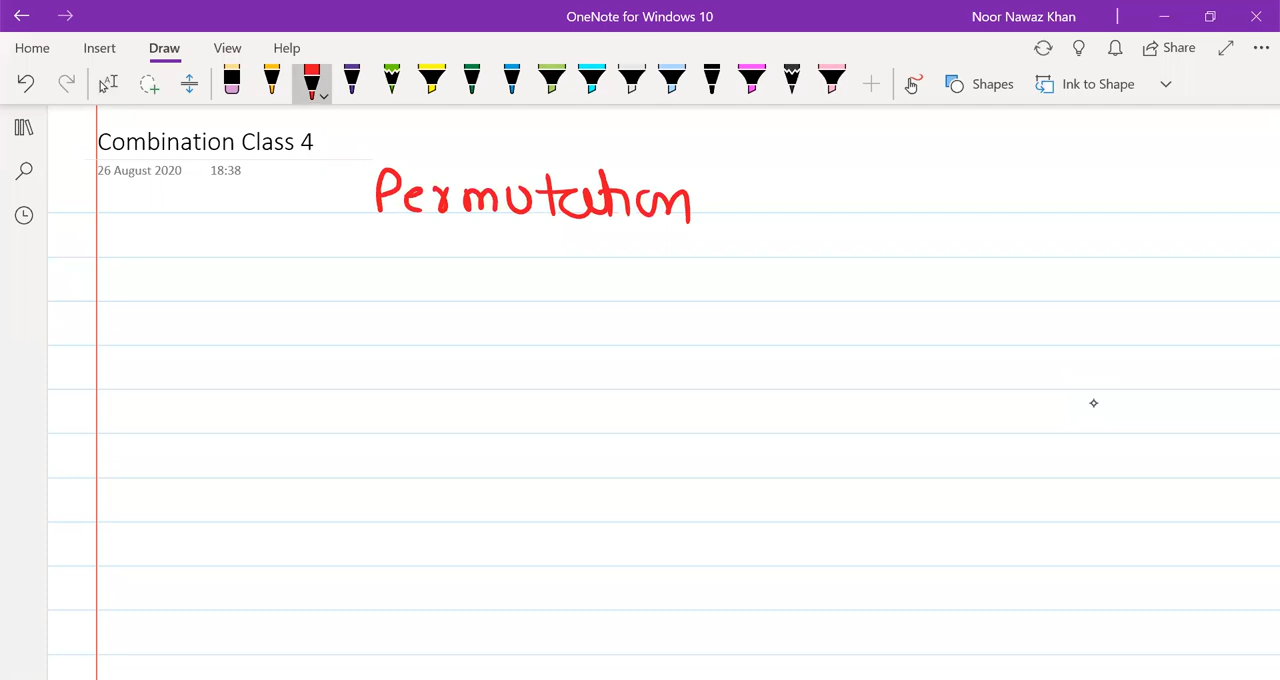 OneNote for Windows 10
Noor Nawaz Khan
Home Insert Draw View Help
Share
Shapes
Ink to Shape
Combination Class 4
26 August 2020 18:38
Permutation